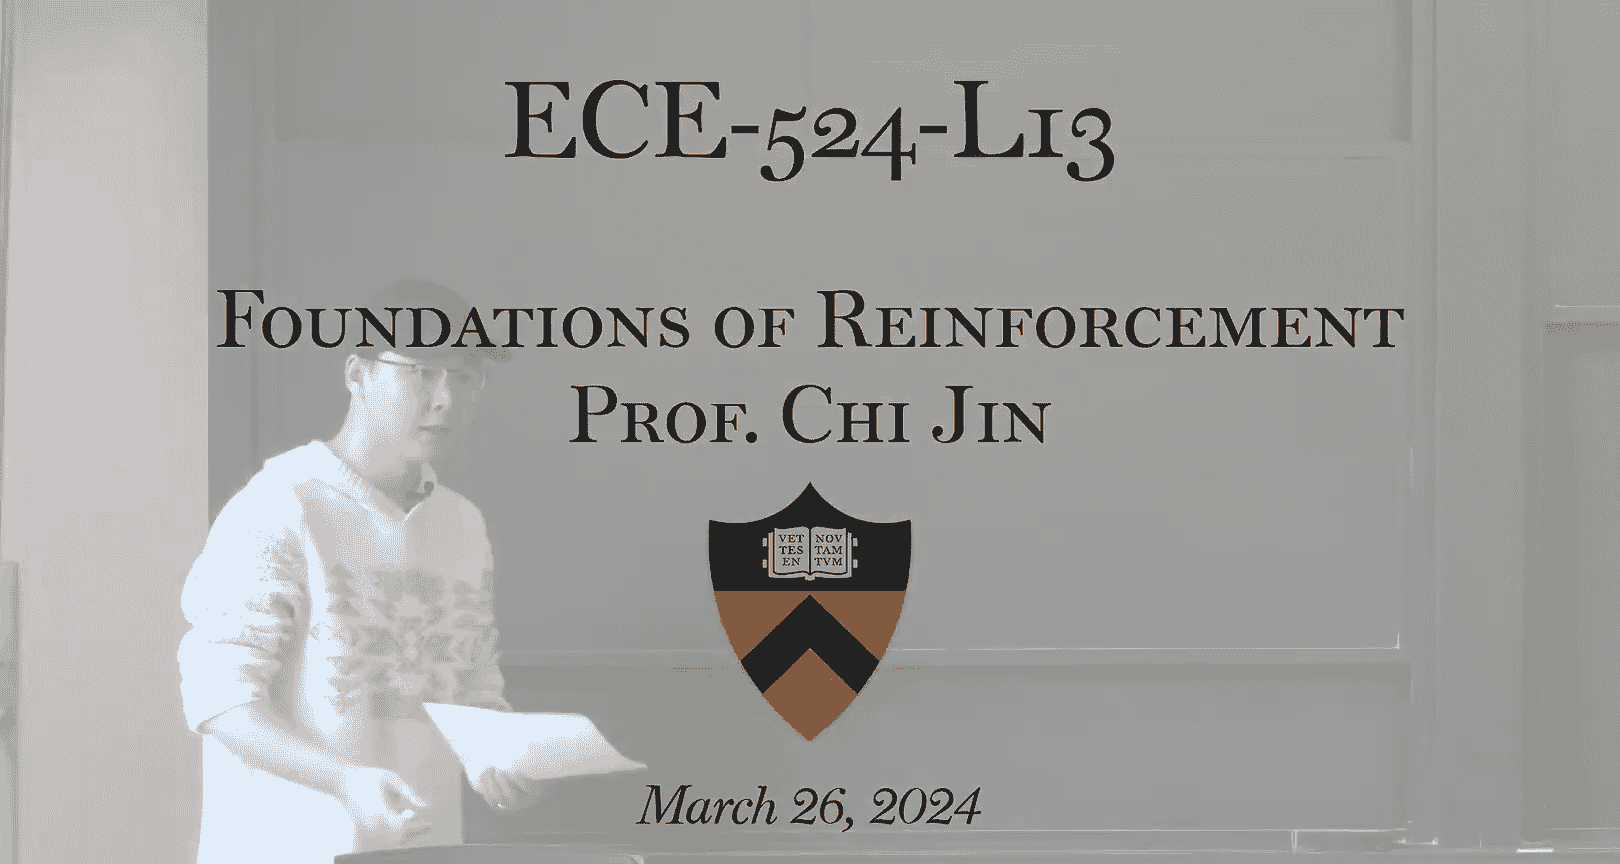 ECE-524-L13
Foundations of Reinforcement
Prof. Chi Jin
VET NOV
TES TAM
EN TVM
March 26, 2024